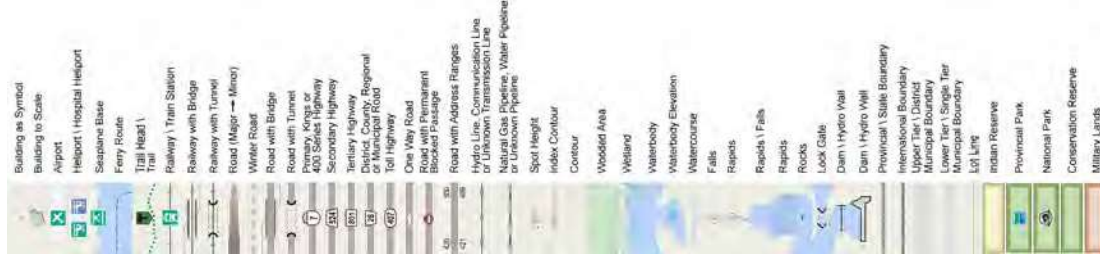 Building as Symbol
Building to Scale
Airport
Heliport \ Hospital Heliport
Seaplane Base
Ferry Route
Trail Head \
Trail
Railway \ Train Station
Railway with Bridge
Railway with Tunnel
Road (Major → Minor)
Winter Road
Road with Bridge
Road with Tunnel
Primary, Kings or
400 Series Highway
7
Secondary Highway
524
Tertiary Highway
801
District, County, Regional
or Municipal Road
28
Toll Highway
407
One Way Road
Road with Permanent
Blocked Passage
Road with Address Ranges
Hydro Line, Communication Line
or Unknown Transmission Line
Natural Gas Pipeline, Water Pipeline
or Unknown Pipeline
Spot Height
Index Contour
Contour
Wooded Area
Wetland
Waterbody
Waterbody Elevation
Watercourse
Falls
Rapids
Rapids \ Falls
Rapids
Rocks
Lock Gate
Dam \ Hydro Wall
Dam \ Hydro Wall
Provincial \ State Boundary
International Boundary
Upper Tier \ District
Municipal Boundary
Lower Tier \ Single Tier
Municipal Boundary
Lot Line
Indian Reserve
Provincial Park
National Park
Conservation Reserve
Military Lands